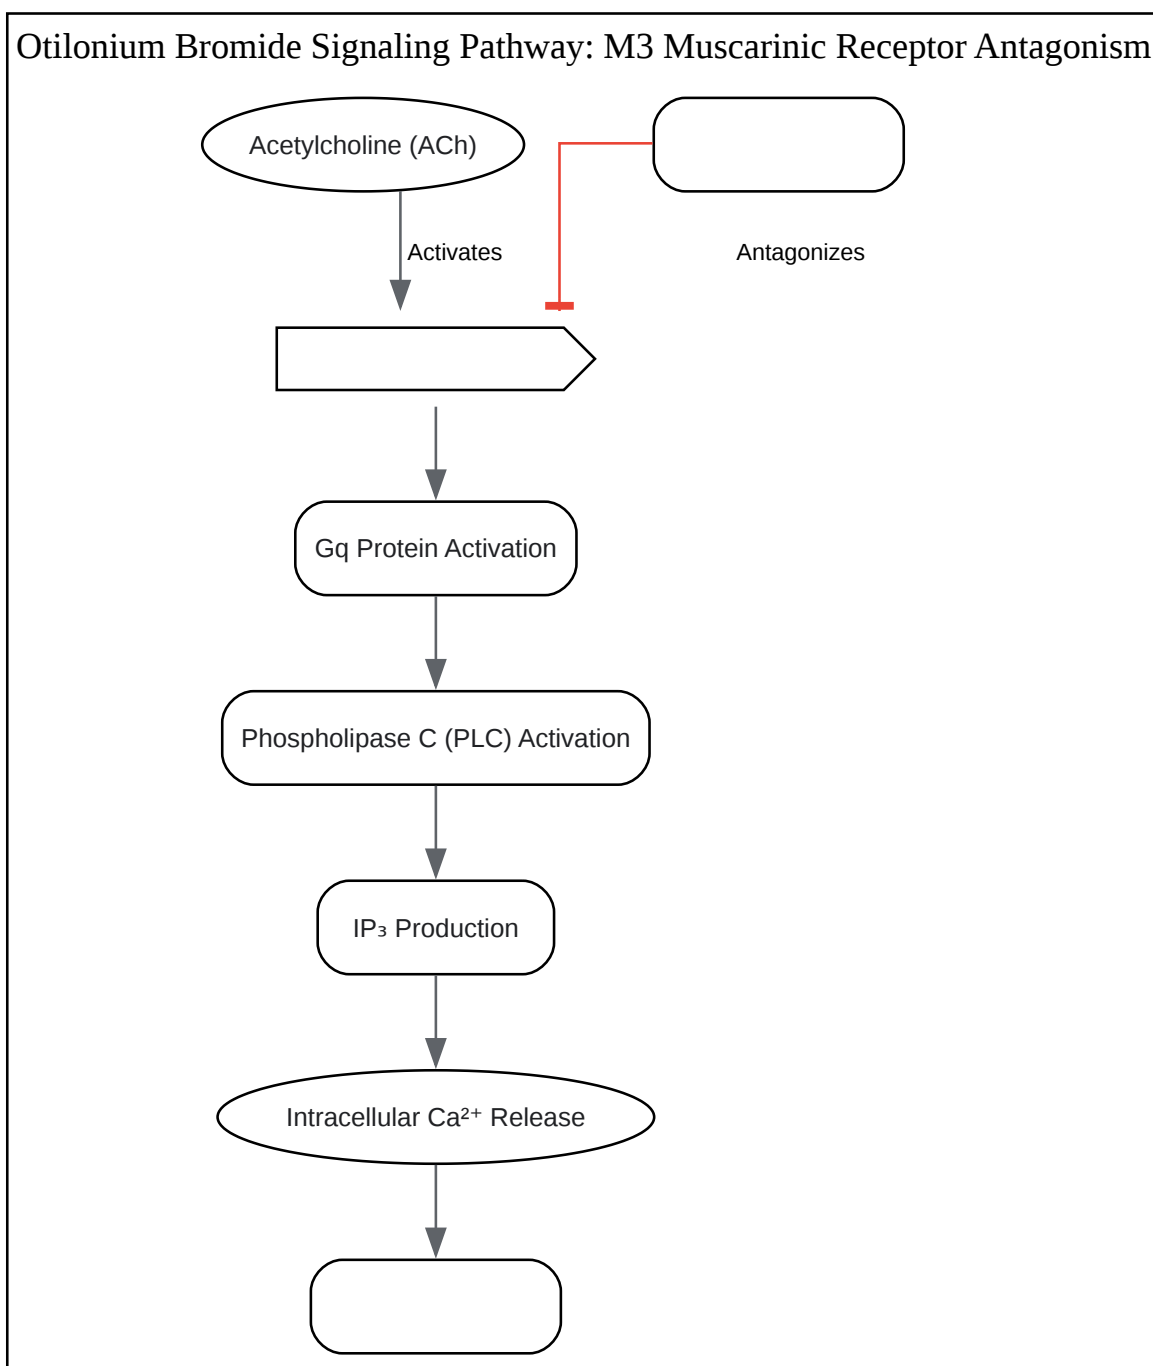 Otilonium Bromide Signaling Pathway: M3 Muscarinic Receptor Antagonism
Acetylcholine (ACh)
Activates
Antagonizes
Gq Protein Activation
Phospholipase C (PLC) Activation
IP₃ Production
Intracellular Ca²⁺ Release